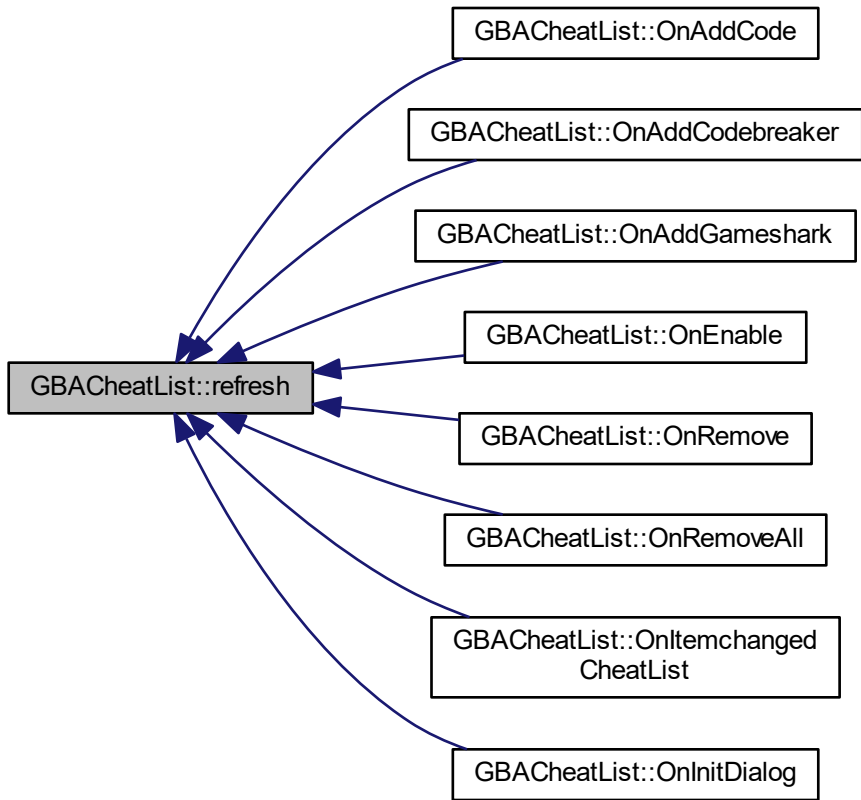 GBACheatList::OnAddCode
GBACheatList::OnAddCodebreaker
GBACheatList::OnAddGameshark
GBACheatList::OnEnable
GBACheatList::refresh
GBACheatList::OnRemove
GBACheatList::OnRemoveAll
GBACheatList::OnItemchanged
CheatList
GBACheatList::OnInitDialog